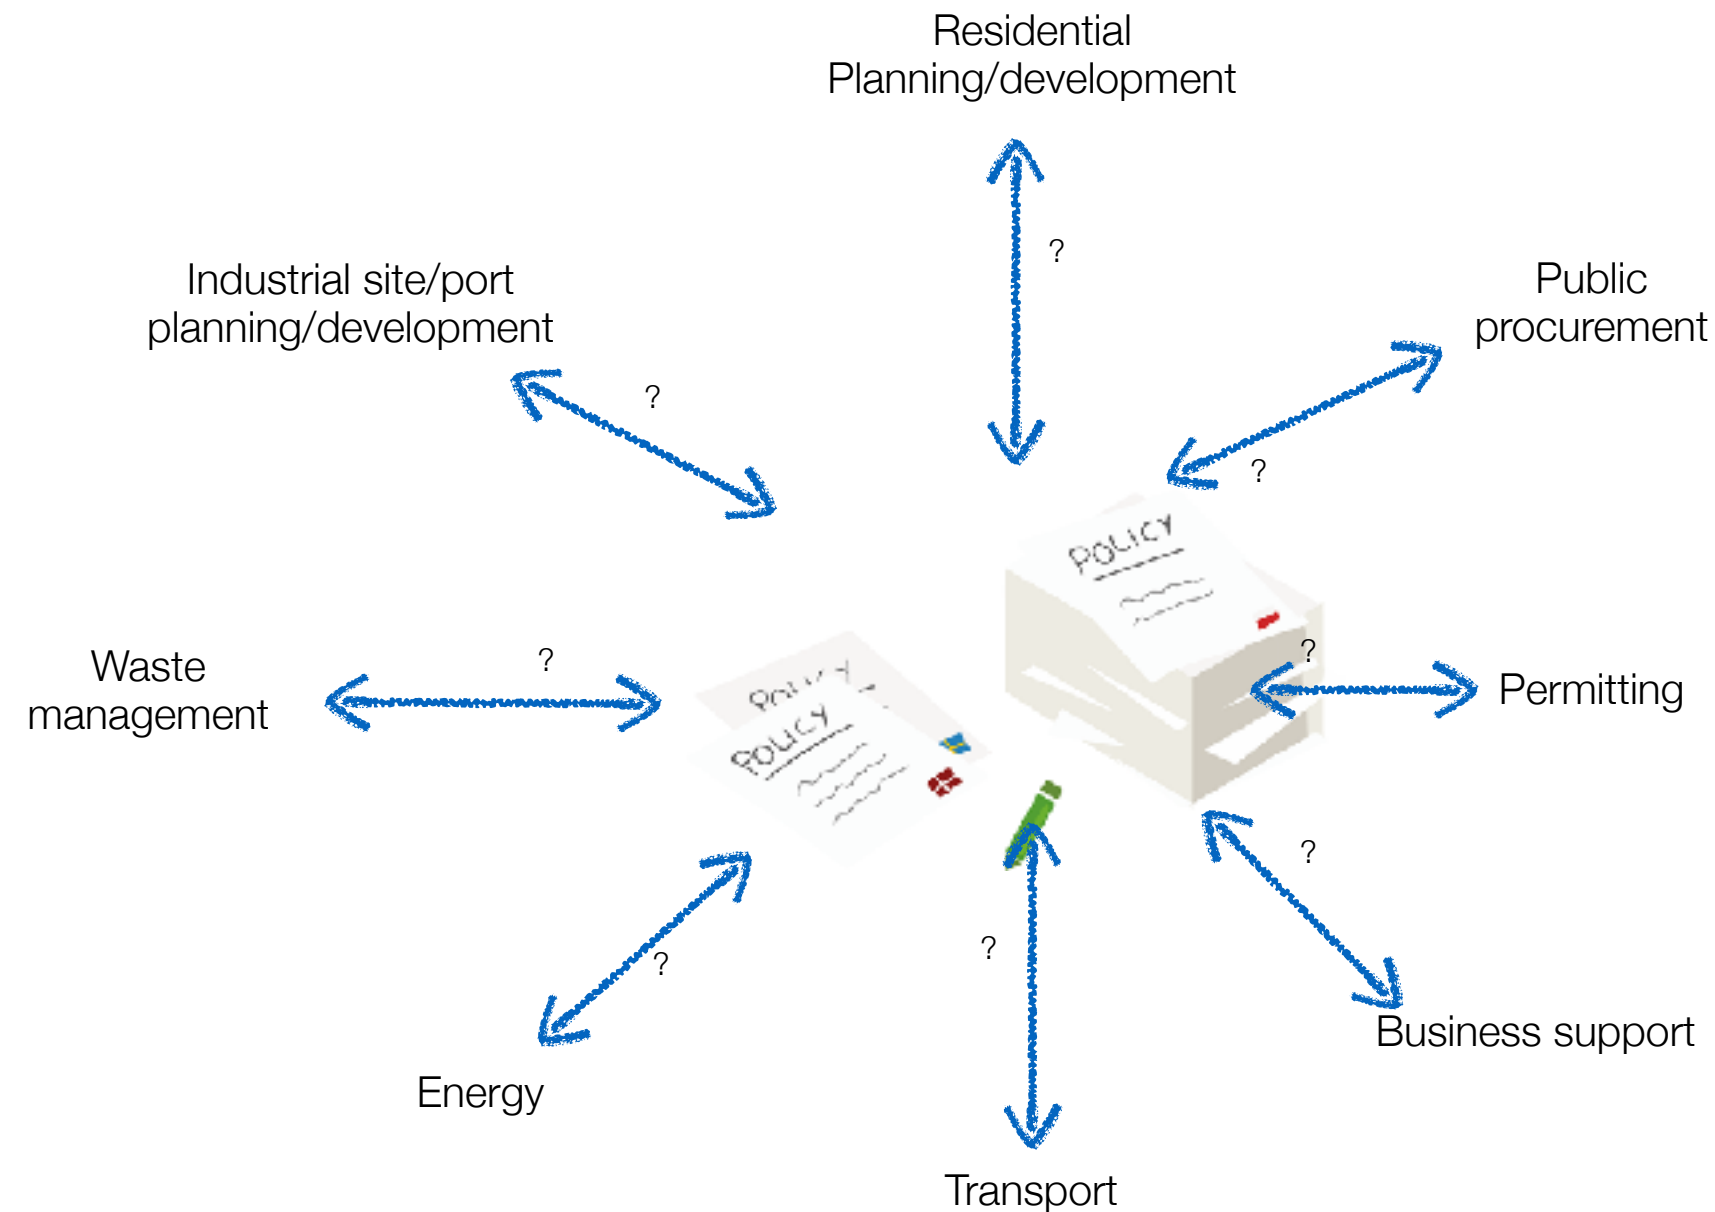 Residential
Planning/development
?
Industrial site/port
planning/development
?
Public
procurement
?
POLICY
Waste
management
?
?
Permitting
POLICY
POLICY
?
?
?
Business support
Energy
Transport